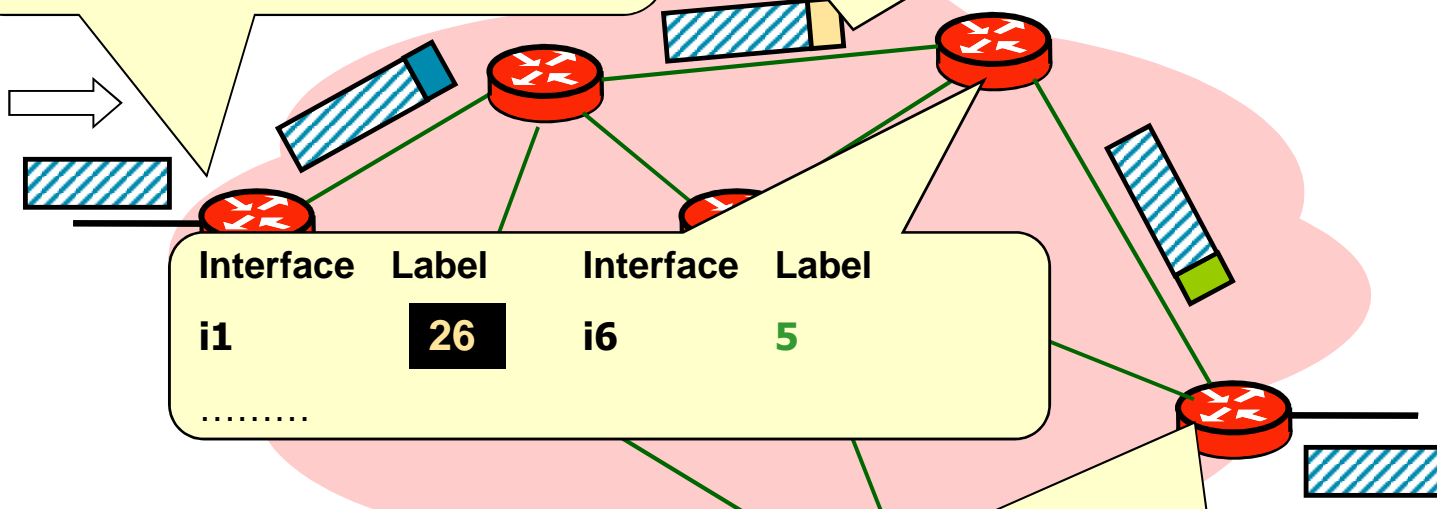 Interface Label Interface Label
i1 26 i6 5
………